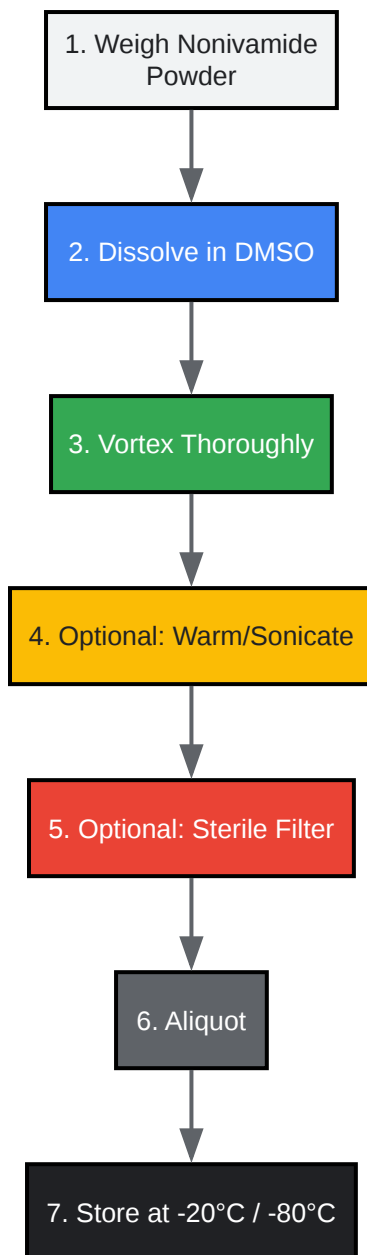 1. Weigh Nonivamide
Powder
2. Dissolve in DMSO
3. Vortex Thoroughly
4. Optional: Warm/Sonicate
5. Optional: Sterile Filter
6. Aliquot
7. Store at -20°C / -80°C